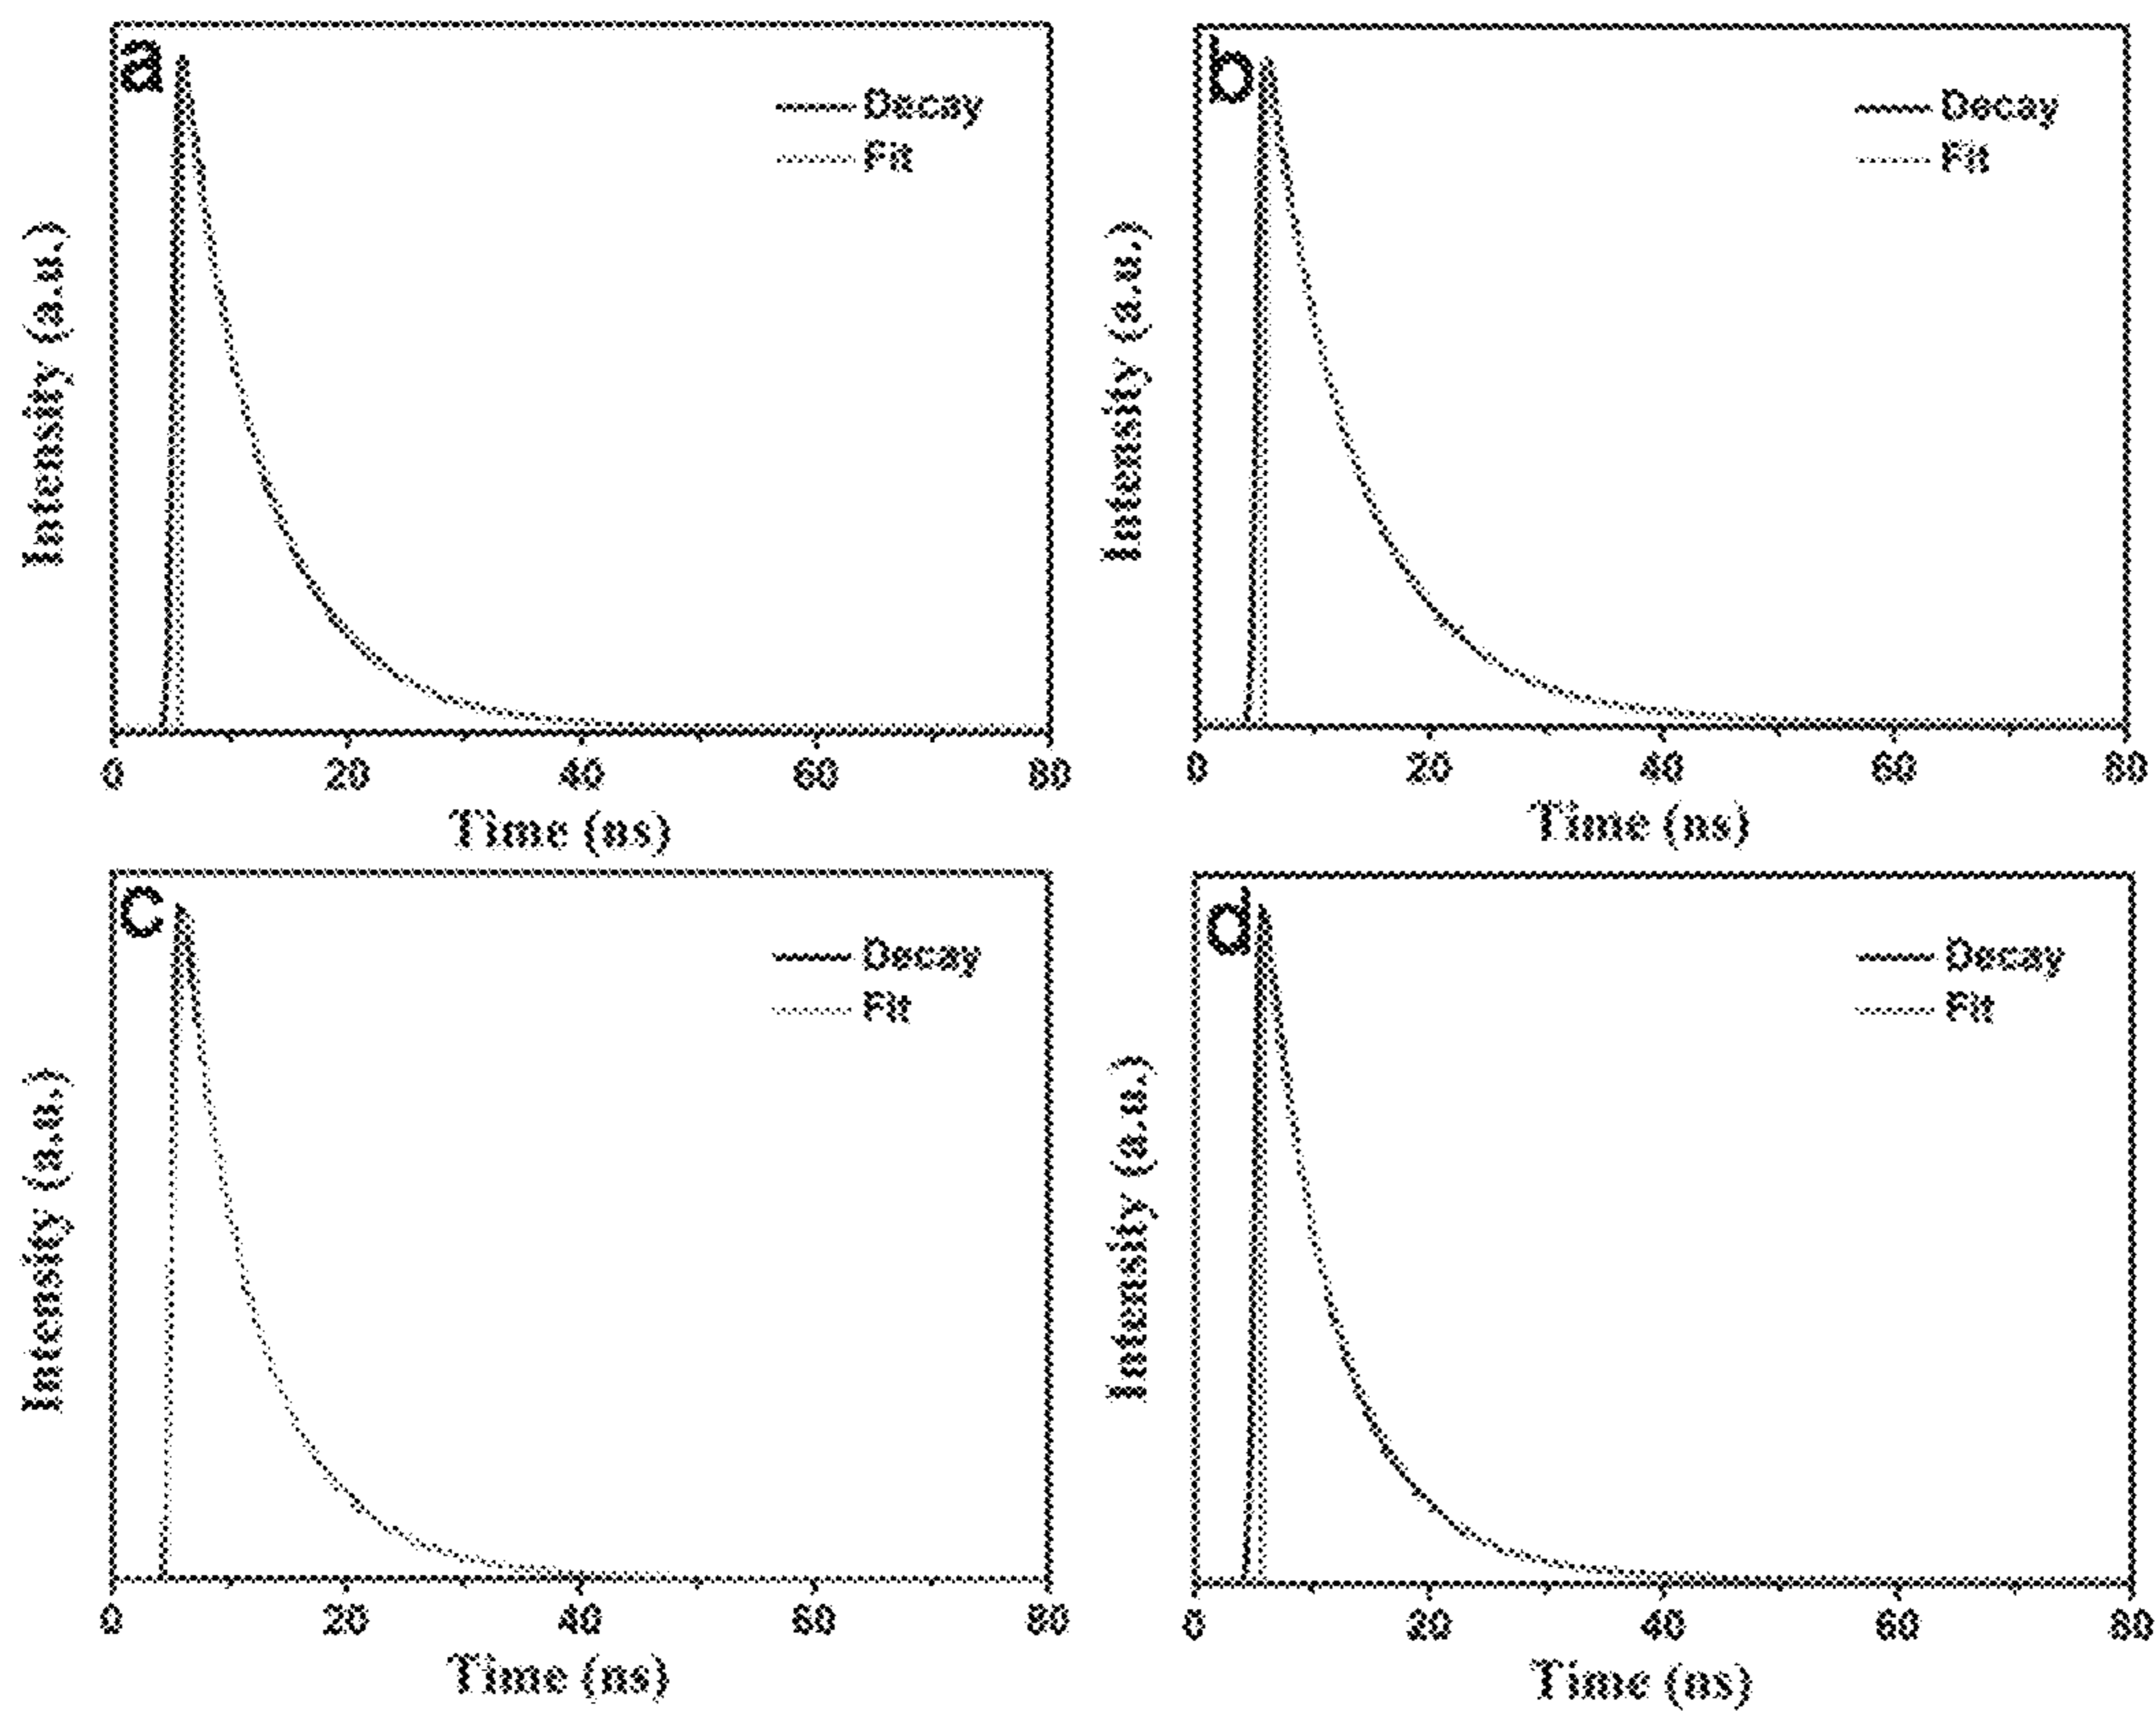 a
Decay
Fit
Intensity (a.u.)
0 20 40 60 80
Time (ns)
b
Decay
Fit
Intensity (a.u.)
0 20 40 60 80
Time (ns)
c
Decay
Fit
Intensity (a.u.)
0 20 40 60 80
Time (ns)
d
Decay
Fit
Intensity (a.u.)
0 20 40 60 80
Time (ns)